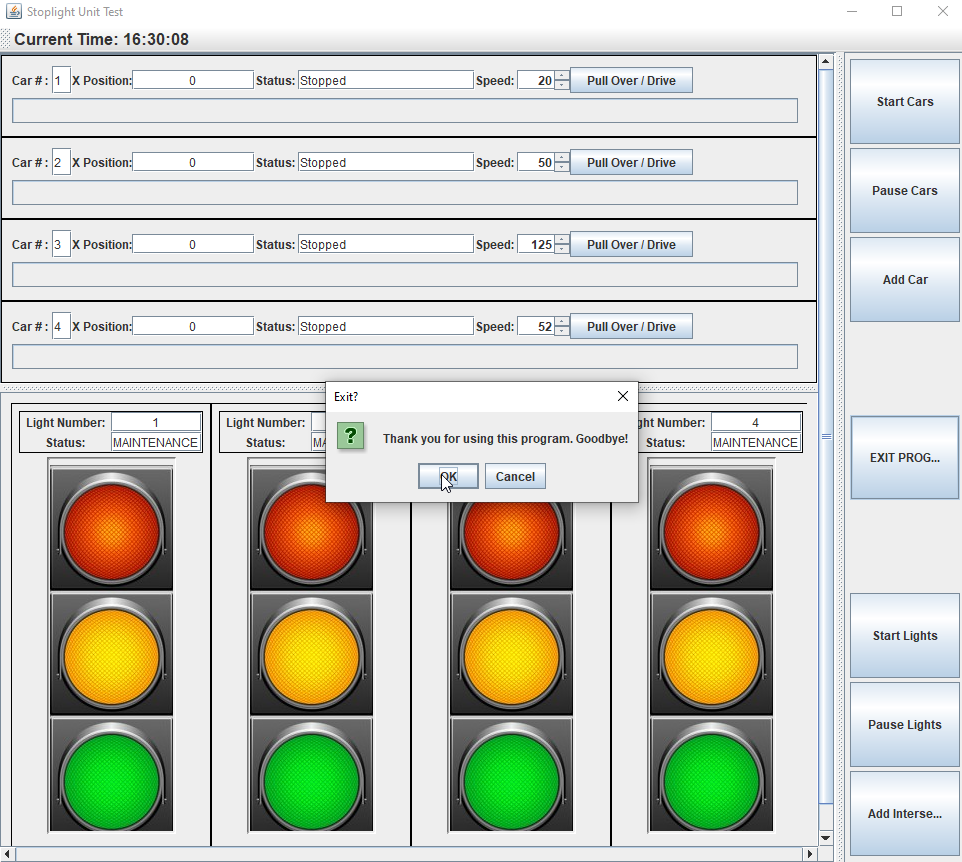 Stoplight Unit Test
Current Time: 16:30:08
Car # : 1 X Position: 0 Status: Stopped Speed: 20 Pull Over / Drive
Car # : 2 X Position: 0 Status: Stopped Speed: 50 Pull Over / Drive
Car # : 3 X Position: 0 Status: Stopped Speed: 125 Pull Over / Drive
Car # : 4 X Position: 0 Status: Stopped Speed: 52 Pull Over / Drive
Start Cars
Pause Cars
Add Car
EXIT PROG...
Start Lights
Pause Lights
Add Interse...
Exit?
? Thank you for using this program. Goodbye!
OK Cancel
Light Number: 1
Status: MAINTENANCE
Light Number:
Status:
Number: 4
Status: MAINTENANCE